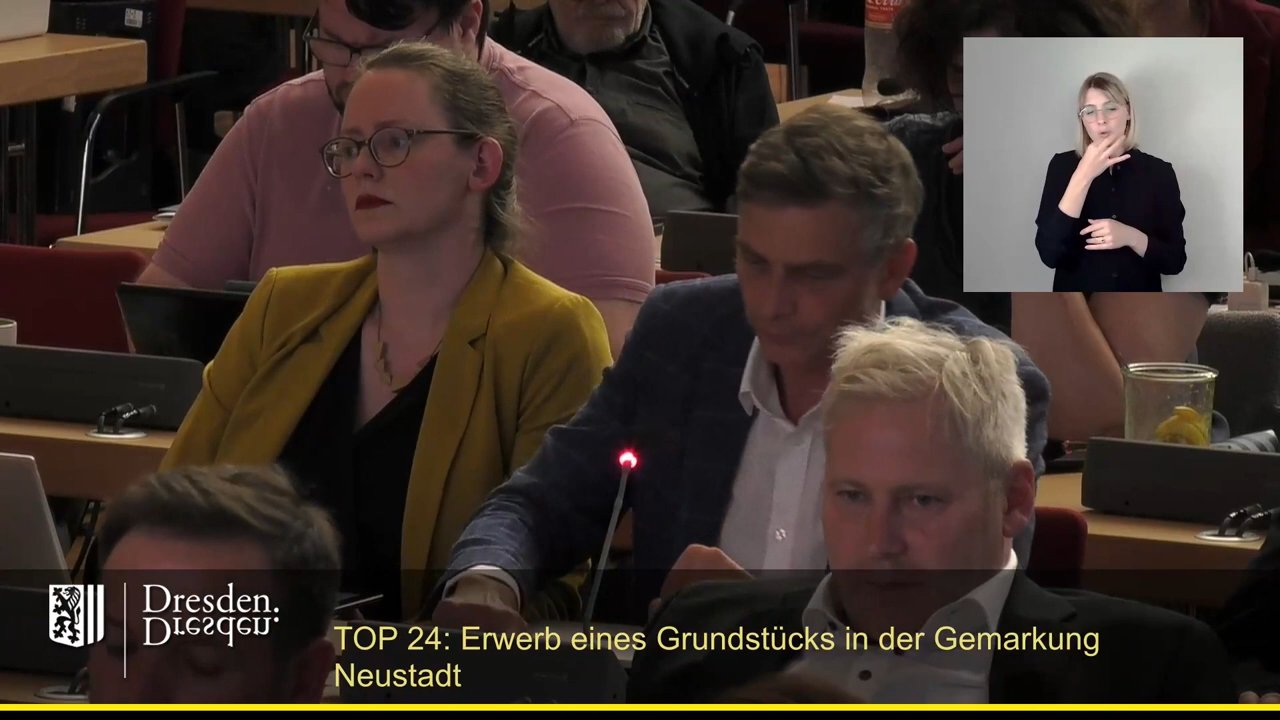 Dresden.
Dresden.
TOP 24: Erwerb eines Grundstücks in der Gemarkung
Neustadt